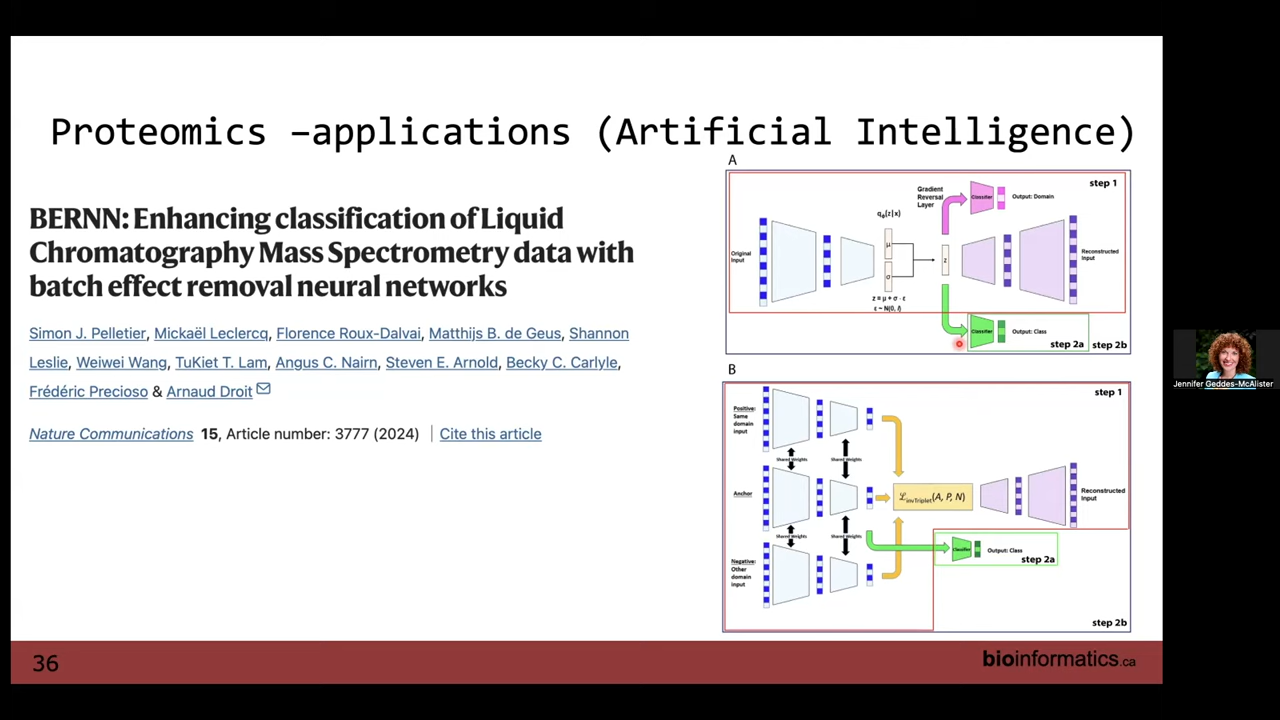 Proteomics –applications (Artificial Intelligence)
BERNN: Enhancing classification of Liquid
Chromatography Mass Spectrometry data with
batch effect removal neural networks
Simon J. Pelletier, Mickaël Leclercq, Florence Roux-Dalvai, Matthijs B. de Geus, Shannon
Leslie, Weiwei Wang, TuKiet T. Lam, Angus C. Nairn, Steven E. Arnold, Becky C. Carlyle,
Frédéric Precioso & Arnaud Droit
Nature Communications 15, Article number: 3777 (2024) | Cite this article
A
step 1
Gradient
Reversal
Layer
Classifier
Output: Domain
qϕ(z|x)
Original
Input
μ
σ
z
Reconstructed
Input
z = μ + σ · ε
ε ~ N(0, I)
Classifier
Output: Class
step 2a
step 2b
B
step 1
Positive:
Same
domain
input
Shared Weights
Shared Weights
Anchor
ℒinvTriplet(A, P, N)
Reconstructed
Input
Shared Weights
Shared Weights
Negative:
Other
domain
input
Classifier
Output: Class
step 2a
step 2b
36
bioinformatics.ca
Jennifer Geddes-McAlister